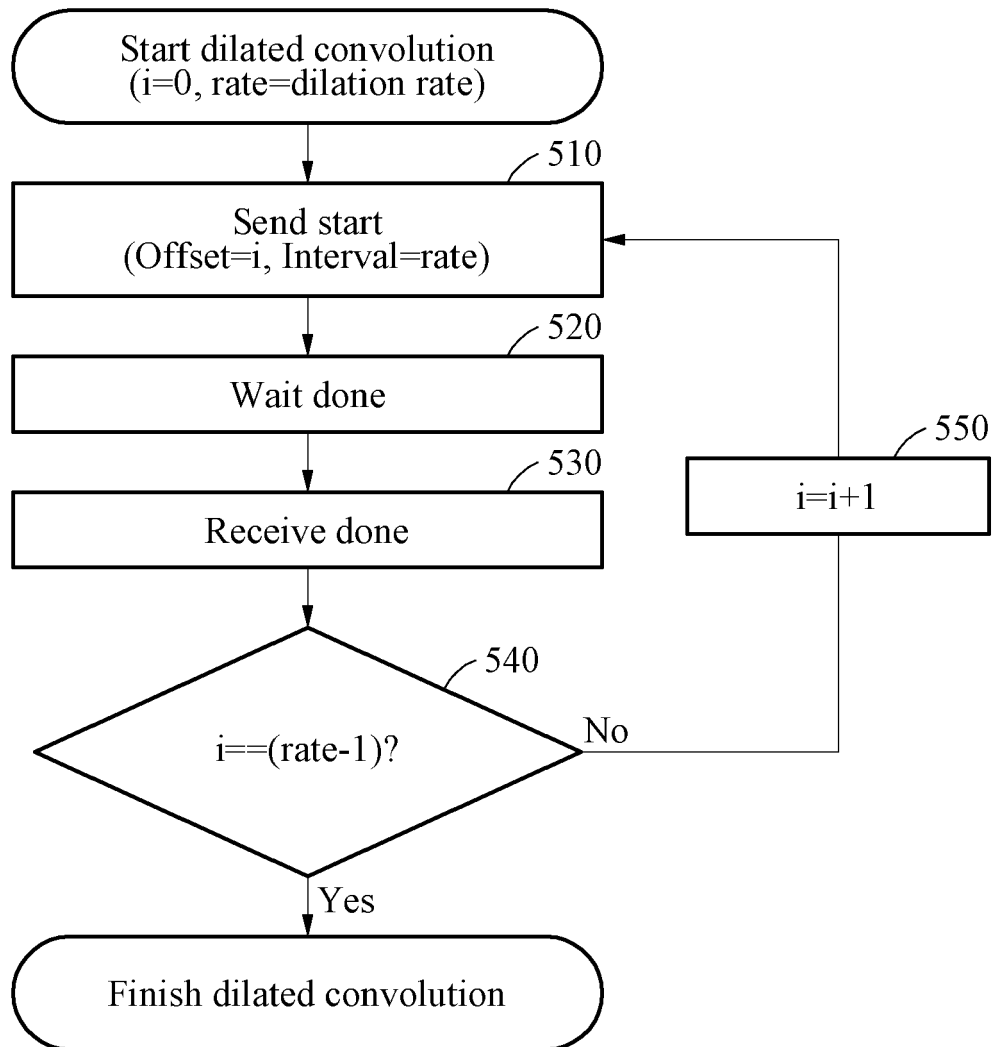 Start dilated convolution
(i=0, rate=dilation rate)
510
Send start
(Offset=i, Interval=rate)
520
Wait done
550
530
i=i+1
Receive done
540
i==(rate-1)?
No
Yes
Finish dilated convolution